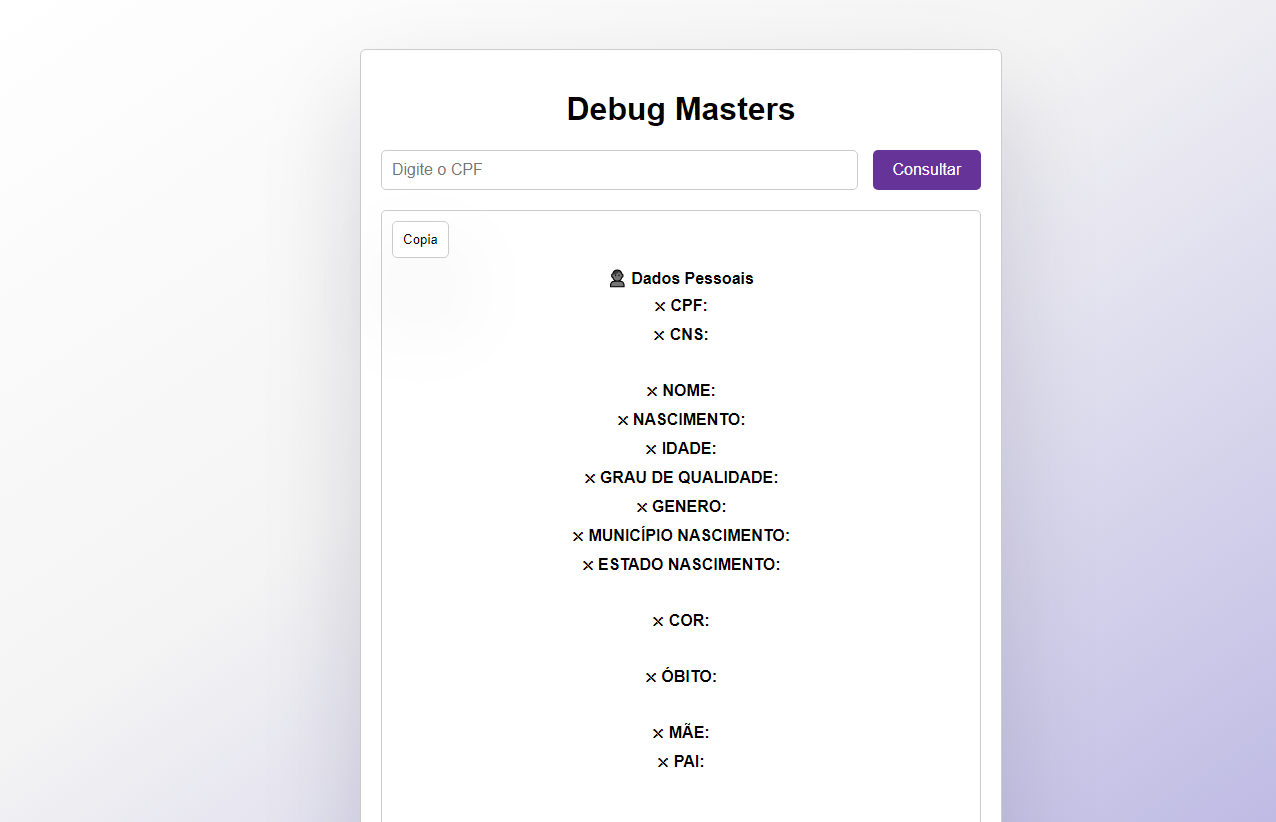 Debug Masters
Digite o CPF
Consultar
Copia
👤 Dados Pessoais
× CPF:
× CNS:
× NOME:
× NASCIMENTO:
× IDADE:
× GRAU DE QUALIDADE:
× GENERO:
× MUNICÍPIO NASCIMENTO:
× ESTADO NASCIMENTO:
× COR:
× ÓBITO:
× MÃE:
× PAI: